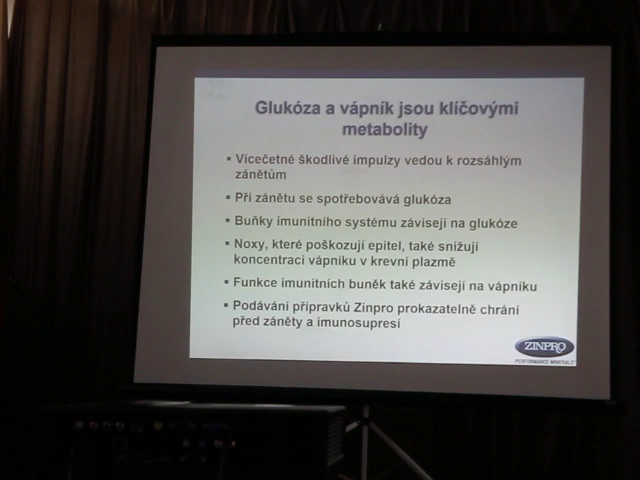 Glukóza a vápník jsou klíčovými
metabolity
▪ Vícečetné škodlivé impulzy vedou k rozsáhlým
zánětům
▪ Při zánětu se spotřebovává glukóza
▪ Buňky imunitního systému závisejí na glukóze
▪ Noxy, které poškozují epitel, také snižují
koncentraci vápníku v krevní plazmě
▪ Funkce imunitních buněk také závisejí na vápníku
▪ Podávání přípravků Zinpro prokazatelně chrání
před záněty a imunosupresí
ZINPRO
PERFORMANCE MINERALS